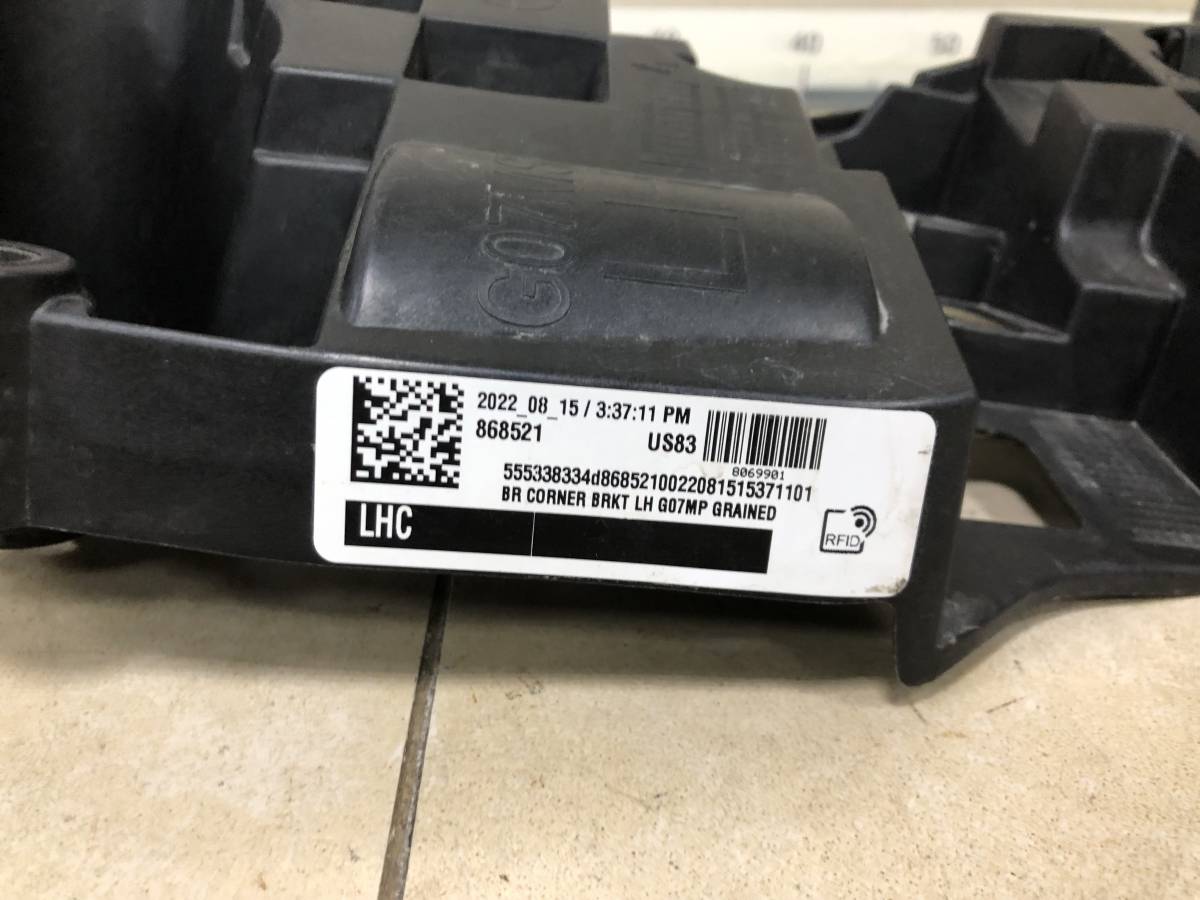 40
50
G07
L
2022_08_15 / 3:37:11 PM
868521
US83
8069901
555338334d8685210022081515371101
BR CORNER BRKT LH G07MP GRAINED
LHC
RFID